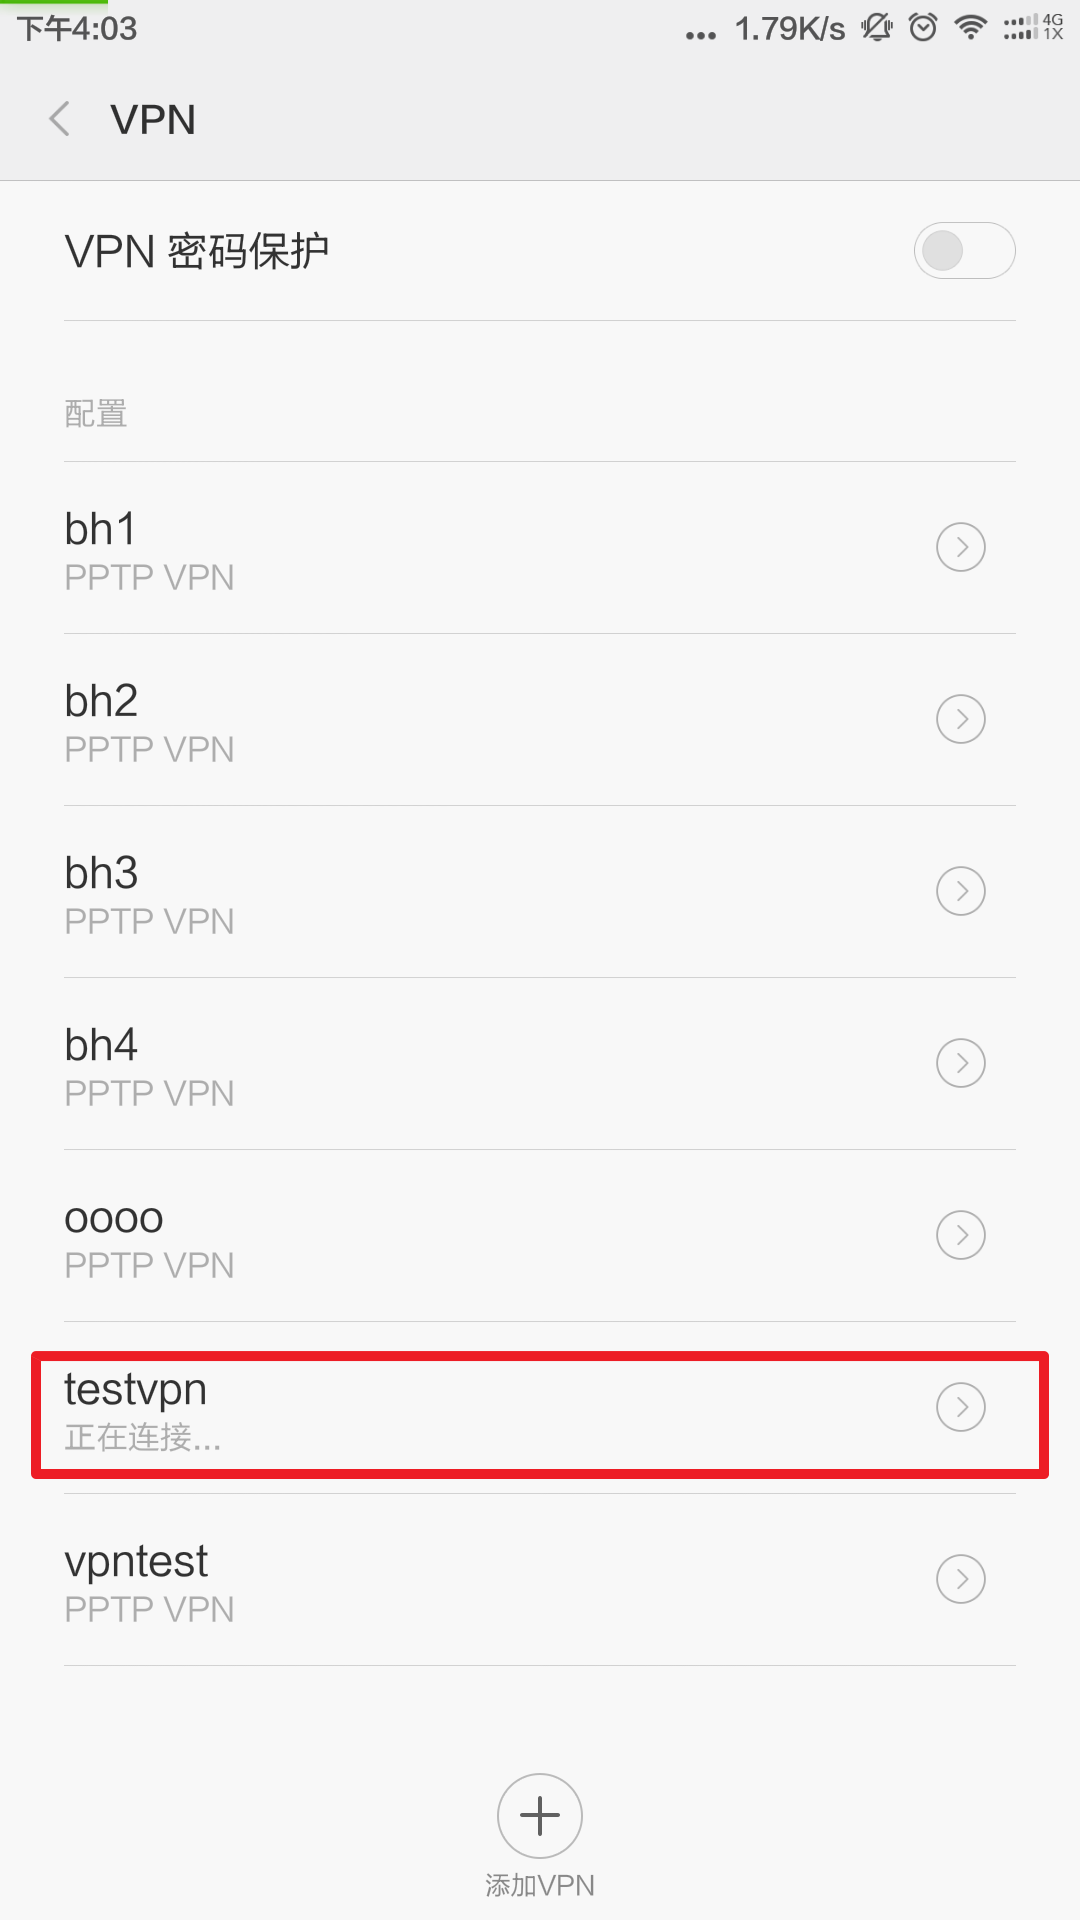 下午4:03
... 1.79K/s 4G 1X
VPN
VPN 密码保护
配置
bh1
PPTP VPN
bh2
PPTP VPN
bh3
PPTP VPN
bh4
PPTP VPN
oooo
PPTP VPN
testvpn
正在连接...
vpntest
PPTP VPN
添加VPN